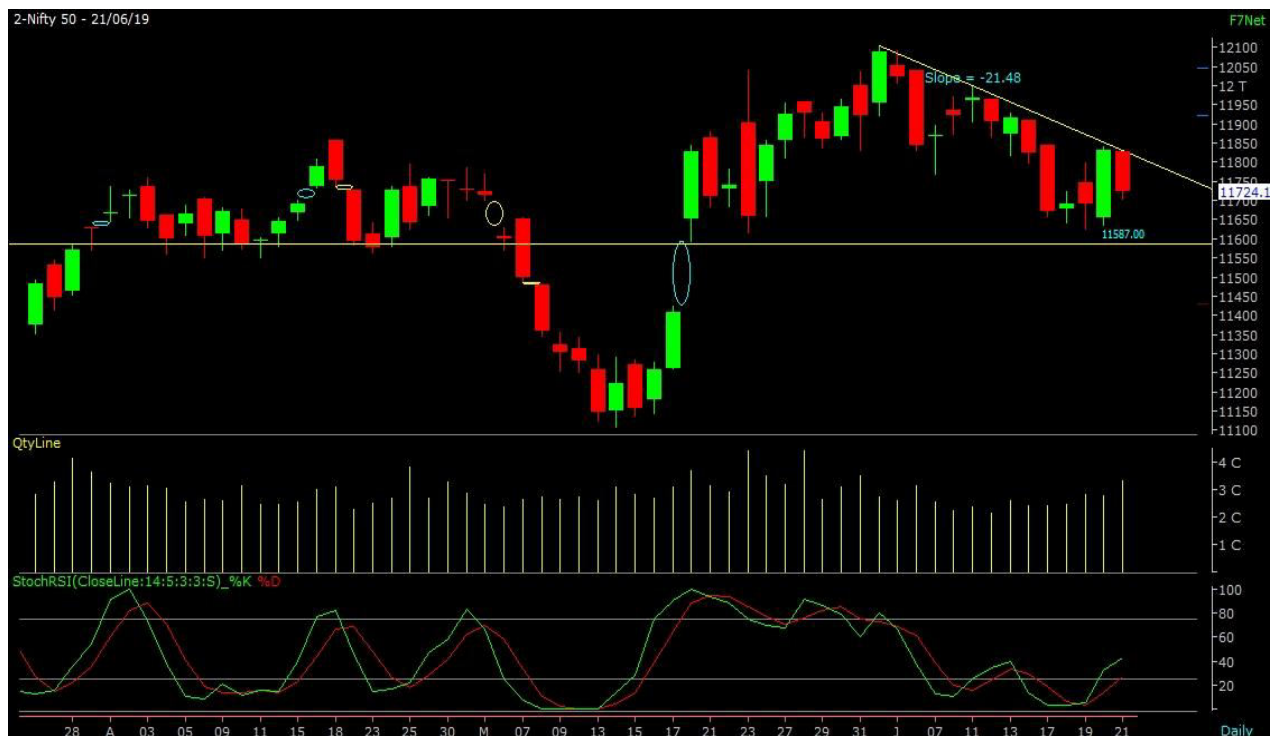 2-Nifty 50 - 21/06/19
F7Net
12100
12050
12 T
11950
11900
11850
11800
11750
11724.1
11700
11650
11600
11550
11500
11450
11400
11350
11300
11250
11200
11150
11100
Slope = -21.48
11587.00
QtyLine
4 C
3 C
2 C
1 C
StochRSI(CloseLine:14:5:3:3:S)_%K %D
100
80
60
40
20
28 A 03 05 09 11 15 18 23 25 30 M 07 09 13 15 17 21 23 27 29 31 1 07 11 13 17 19 21
Daily